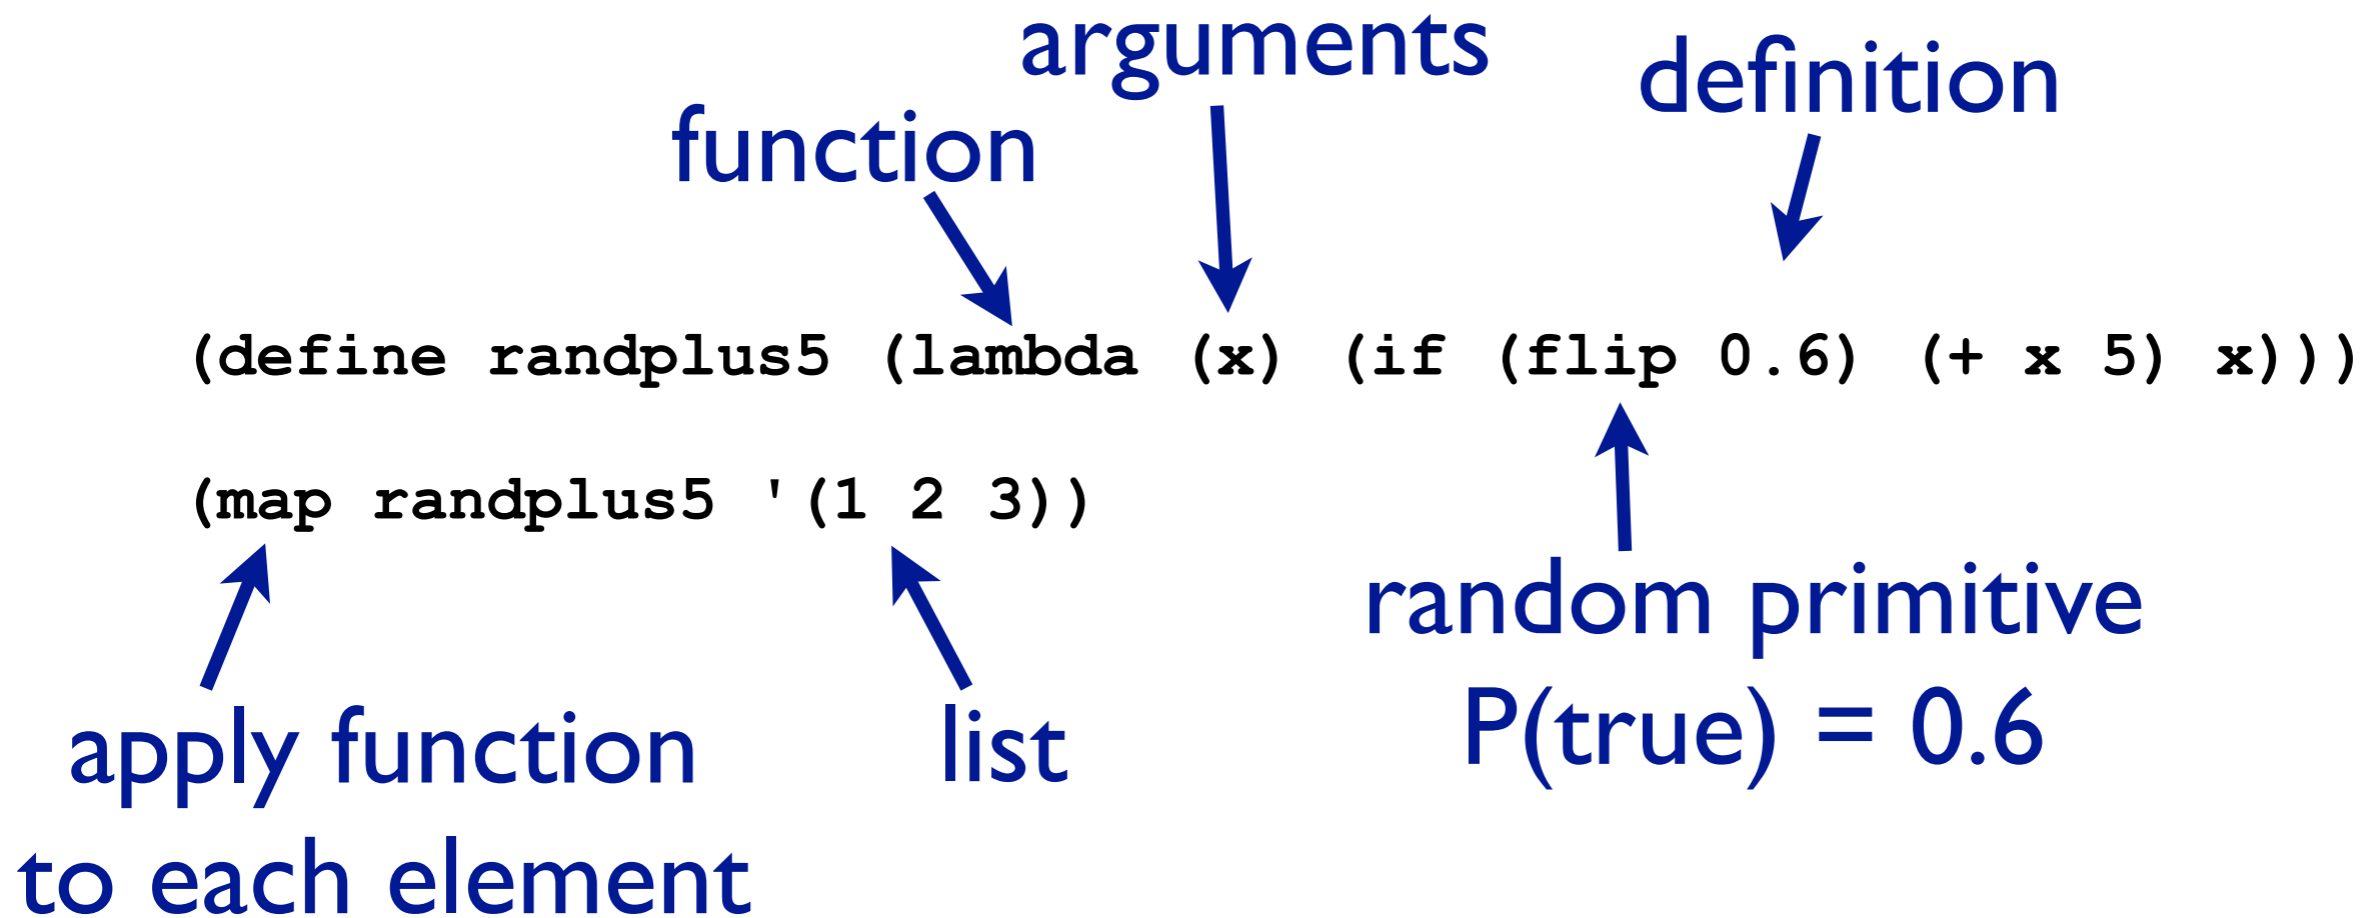 arguments
definition
function
(define randplus5 (lambda (x) (if (flip 0.6) (+ x 5) x)))
(map randplus5 '(1 2 3))
random primitive
P(true) = 0.6
apply function
to each element
list